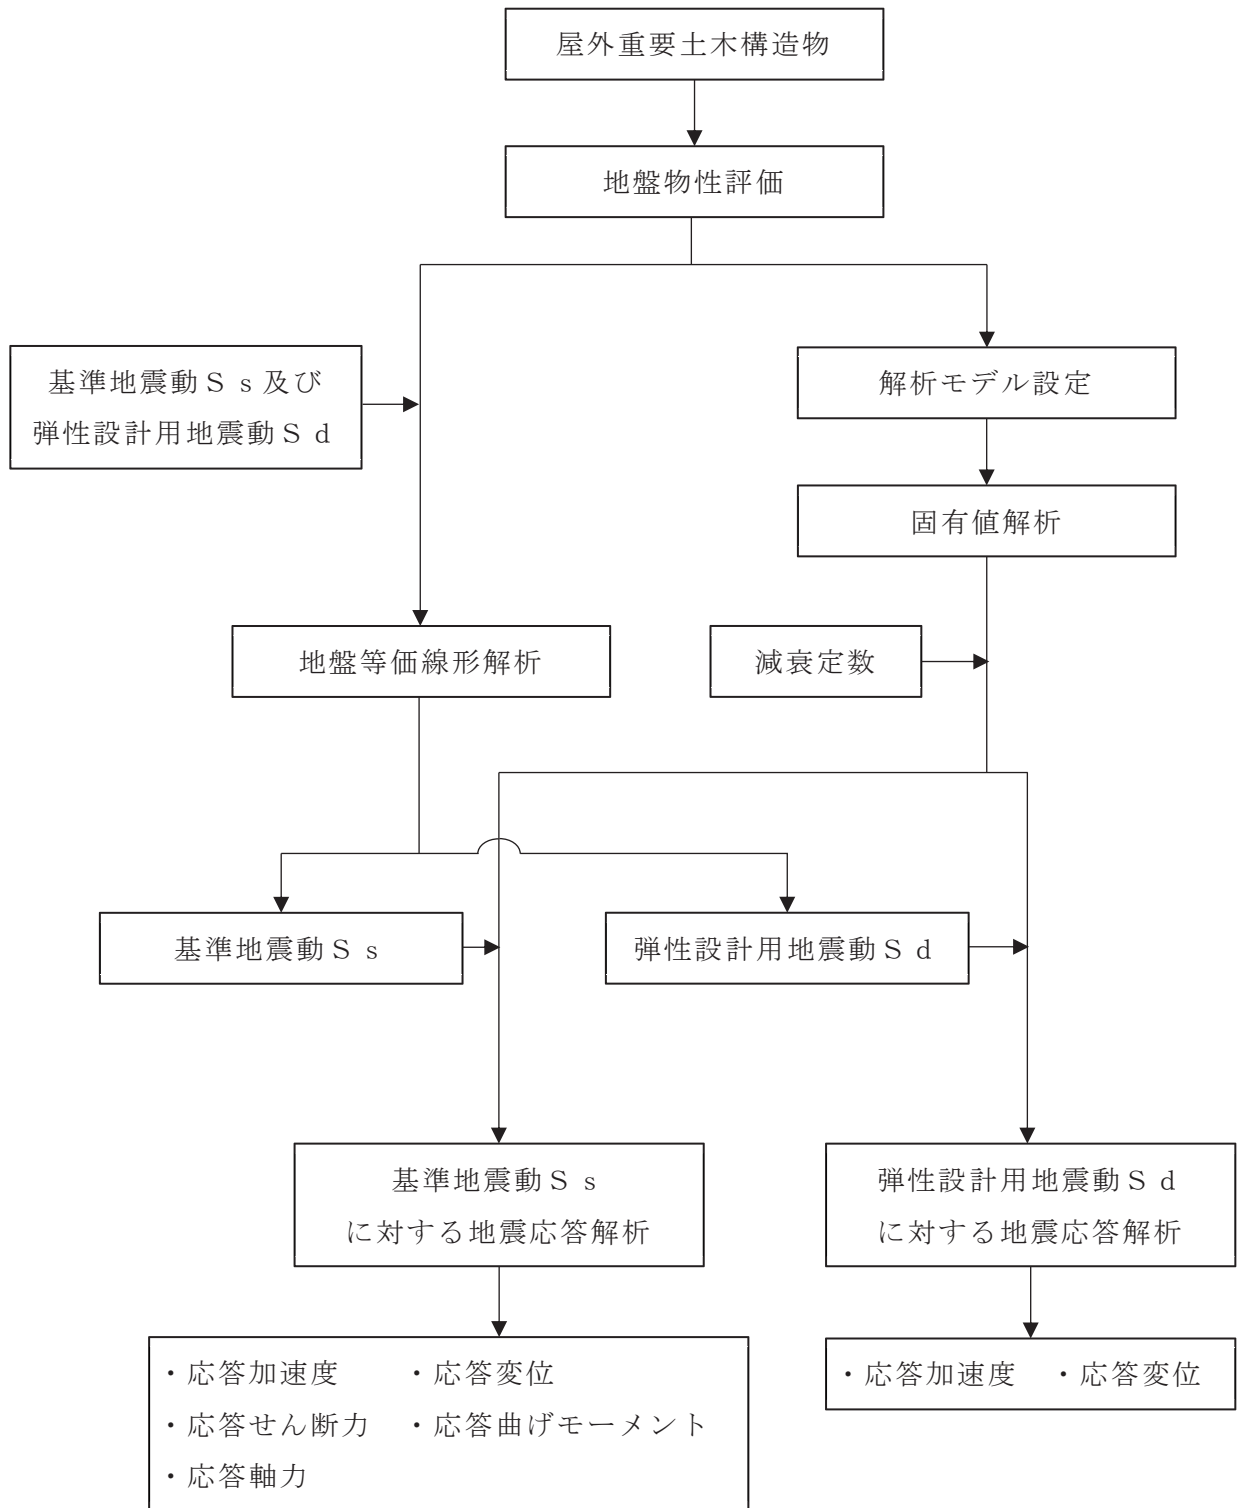 屋外重要土木構造物
地盤物性評価
基準地震動Ｓｓ及び
弾性設計用地震動Ｓｄ
解析モデル設定
固有値解析
地盤等価線形解析
減衰定数
基準地震動Ｓｓ
弾性設計用地震動Ｓｄ
基準地震動Ｓｓ
に対する地震応答解析
弾性設計用地震動Ｓｄ
に対する地震応答解析
・応答加速度　・応答変位
・応答せん断力　・応答曲げモーメント
・応答軸力
・応答加速度　・応答変位